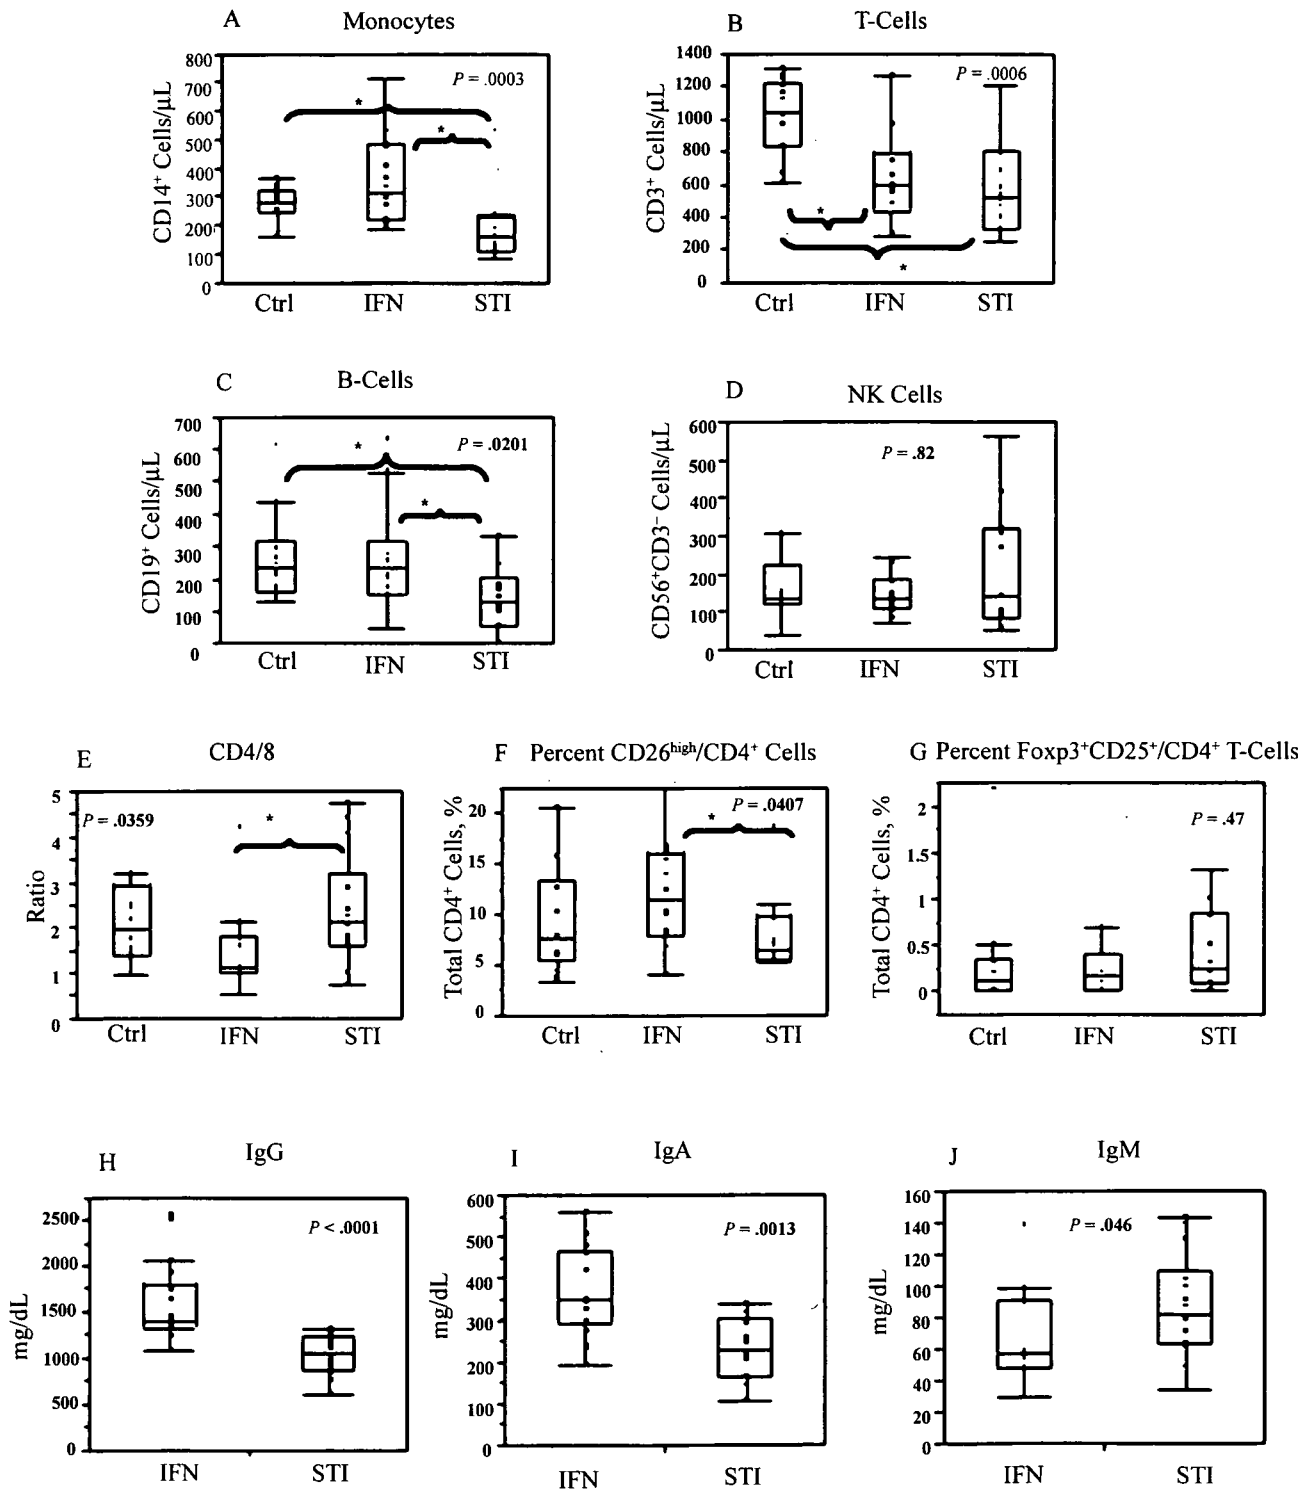 A Monocytes
P = .0003
CD14⁺ Cells/µL
800
700
600
500
400
300
200
100
0
*
*
Ctrl IFN STI
B T-Cells
P = .0006
CD3⁺ Cells/µL
1400
1200
1000
800
600
400
200
0
*
*
Ctrl IFN STI
C B-Cells
P = .0201
CD19⁺ Cells/µL
700
600
500
400
300
200
100
0
*
*
Ctrl IFN STI
D NK Cells
P = .82
CD56⁺CD3⁻ Cells/µL
600
500
400
300
200
100
0
Ctrl IFN STI
E CD4/8
P = .0359
Ratio
5
4
3
2
1
0
*
Ctrl IFN STI
F Percent CD26ʰⁱᵍʰ/CD4⁺ Cells
P = .0407
Total CD4⁺ Cells, %
20
15
10
5
0
*
Ctrl IFN STI
G Percent Foxp3⁺CD25⁺/CD4⁺ T-Cells
P = .47
Total CD4⁺ Cells, %
2
1.5
1
0.5
0
Ctrl IFN STI
H IgG
P < .0001
mg/dL
2500
2000
1500
1000
500
0
IFN STI
I IgA
P = .0013
mg/dL
600
500
400
300
200
100
0
IFN STI
J IgM
P = .046
mg/dL
160
140
120
100
80
60
40
20
0
IFN STI